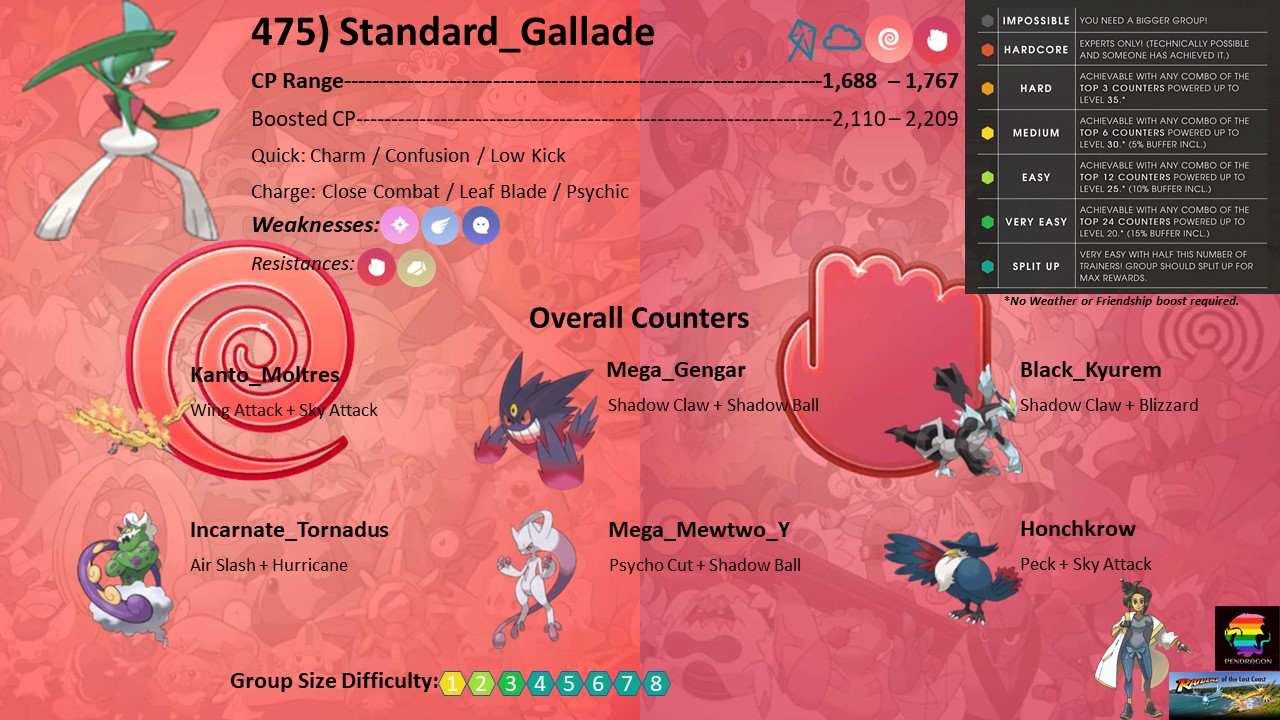 475) Standard_Gallade
CP Range--------------------------------------------------------------------------------1,688 – 1,767
Boosted CP--------------------------------------------------------------------------------2,110 – 2,209
Quick: Charm / Confusion / Low Kick
Charge: Close Combat / Leaf Blade / Psychic
Weaknesses:
Resistances:
IMPOSSIBLE YOU NEED A BIGGER GROUP!
HARDCORE EXPERTS ONLY! (TECHNICALLY POSSIBLE
AND SOMEONE HAS ACHIEVED IT.)
HARD ACHIEVABLE WITH ANY COMBO OF THE
TOP 3 COUNTERS POWERED UP TO
LEVEL 35.*
MEDIUM ACHIEVABLE WITH ANY COMBO OF THE
TOP 6 COUNTERS POWERED UP TO
LEVEL 30.* (5% BUFFER INCL.)
EASY ACHIEVABLE WITH ANY COMBO OF THE
TOP 12 COUNTERS POWERED UP TO
LEVEL 25.* (10% BUFFER INCL.)
VERY EASY ACHIEVABLE WITH ANY COMBO OF THE
TOP 24 COUNTERS POWERED UP TO
LEVEL 20.* (15% BUFFER INCL.)
SPLIT UP VERY EASY WITH HALF THIS NUMBER OF
TRAINERS! GROUP SHOULD SPLIT UP FOR
MAX REWARDS.
*No Weather or Friendship boost required.
Overall Counters
Kanto_Moltres
Wing Attack + Sky Attack
Mega_Gengar
Shadow Claw + Shadow Ball
Black_Kyurem
Shadow Claw + Blizzard
Incarnate_Tornadus
Air Slash + Hurricane
Mega_Mewtwo_Y
Psycho Cut + Shadow Ball
Honchkrow
Peck + Sky Attack
Group Size Difficulty: 1 2 3 4 5 6 7 8
PENDRAGON
RAIDERS of the Lost Coast